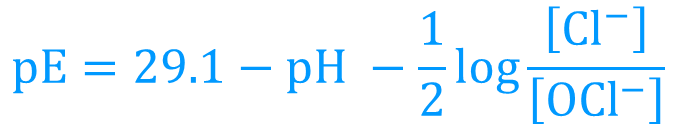 pE = 29.1 − pH − 1/2 log [Cl⁻]/[OCl⁻]